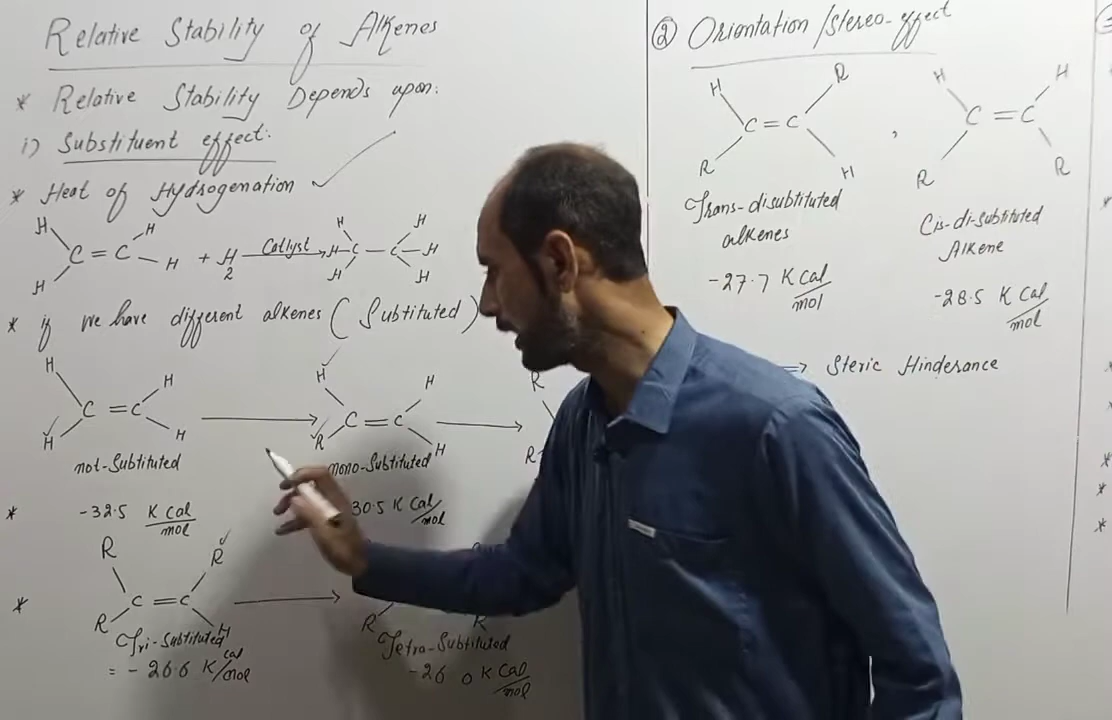 Relative Stability of Alkenes
* Relative Stability Depends upon:
i) Substituent effect:
* Heat of Hydrogenation ✓
H H
C = C – H + H2 Catlyst → H–C – C–H
H H H
* if we have different alkenes (Subtituted)
H H H H R
C = C → C = C →
H H R H R
not-Subtituted mono-Subtituted
* -32.5 K Cal/mol 30.5 K Cal/mol
R R
* C = C →
R H R R
Tri-Subtituted Tetra-Subtituted
= -26.6 K cal/mol -26.0 K Cal/mol
② Orientation /Stereo-effect
H R H H
C = C , C = C
R H R R
Trans-disubtituted alkenes
Cis-di-subtituted Alkene
-27.7 K Cal/mol
-28.5 K Cal/mol
⇒ Steric Hinderance